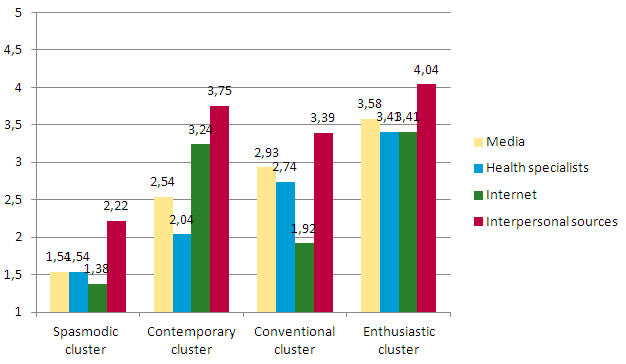 5
4,5
4
3,5
3
2,5
2
1,5
1
1,54
1,54
1,38
2,22
2,54
2,04
3,24
3,75
2,93
2,74
1,92
3,39
3,58
3,41
3,41
4,04
Spasmodic
cluster
Contemporary
cluster
Conventional
cluster
Enthusiastic
cluster
Media
Health specialists
Internet
Interpersonal sources